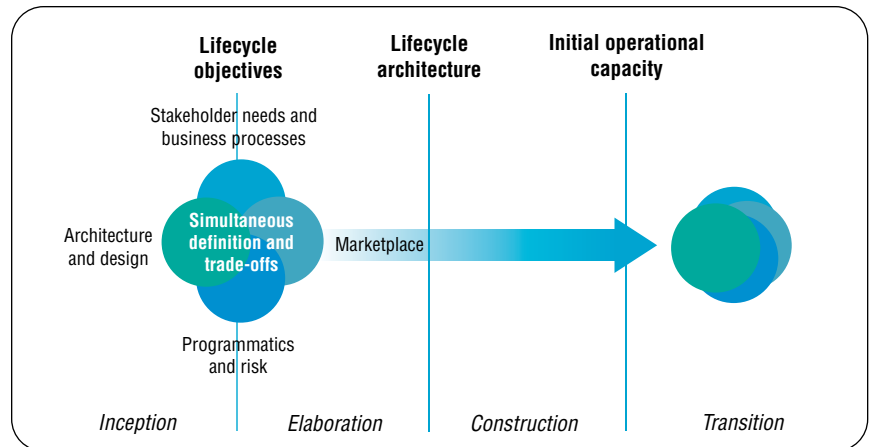 Lifecycle
objectives
Lifecycle
architecture
Initial operational
capacity
Stakeholder needs and
business processes
Architecture
and design
Simultaneous
definition and
trade-offs
Marketplace
Programmatics
and risk
Inception
Elaboration
Construction
Transition